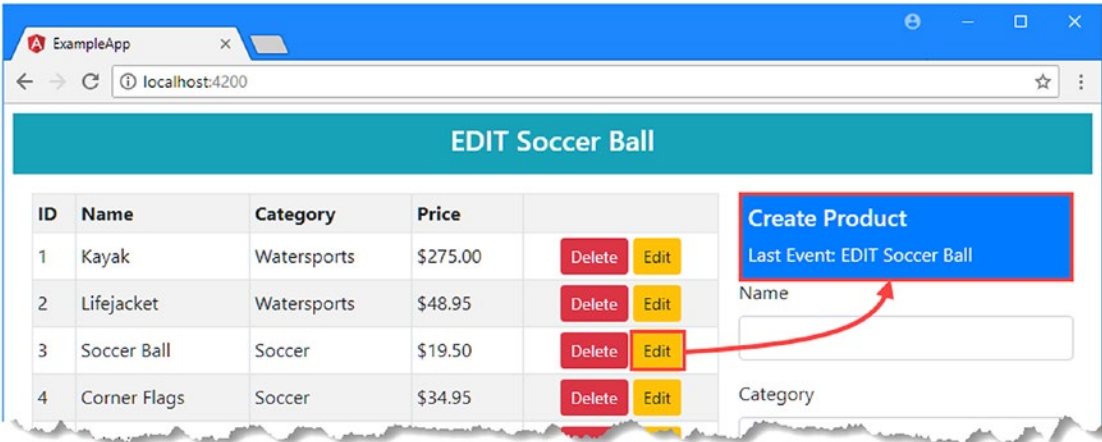 ExampleApp
localhost:4200
EDIT Soccer Ball
ID Name Category Price
1 Kayak Watersports $275.00 Delete Edit
2 Lifejacket Watersports $48.95 Delete Edit
3 Soccer Ball Soccer $19.50 Delete Edit
4 Corner Flags Soccer $34.95 Delete Edit
Create Product
Last Event: EDIT Soccer Ball
Name
Category